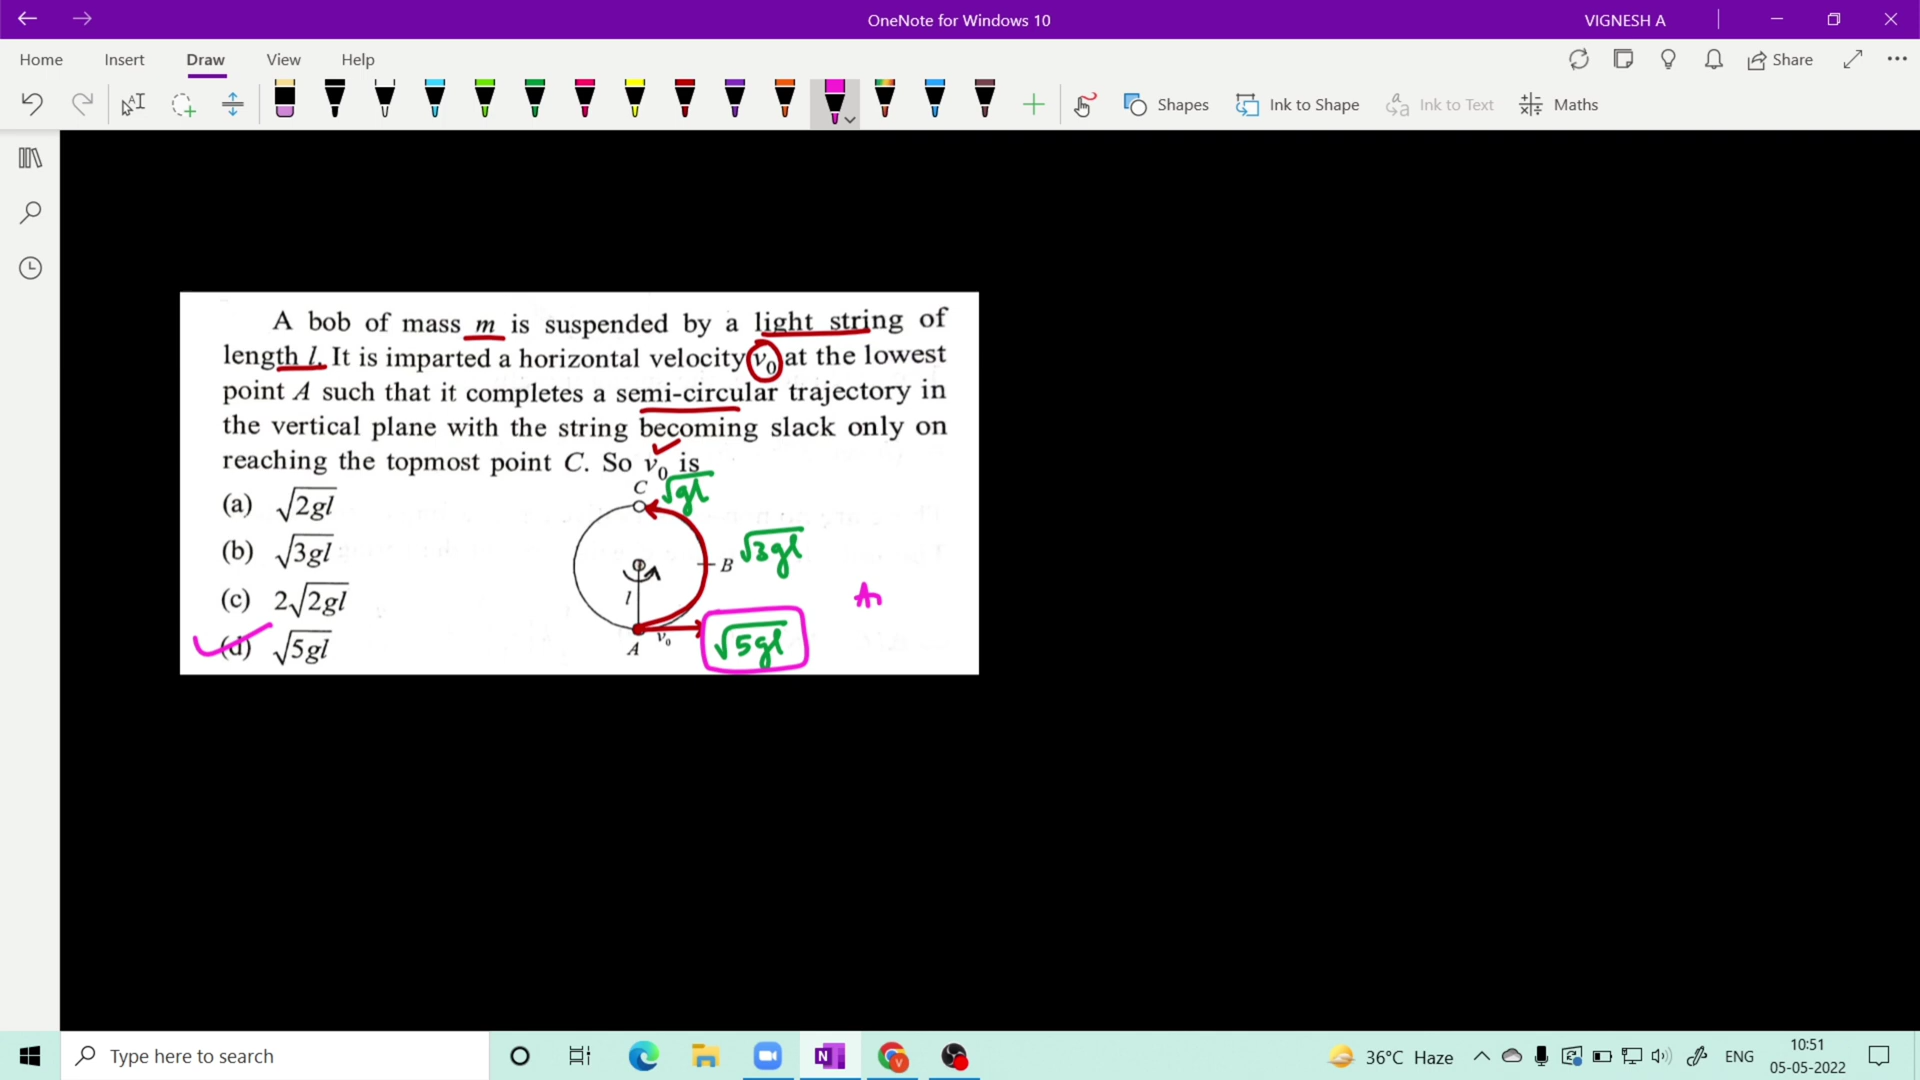 OneNote for Windows 10
VIGNESH A
Home Insert Draw View Help
Share
Shapes Ink to Shape Ink to Text Maths
A bob of mass m is suspended by a light string of
length l. It is imparted a horizontal velocity v₀ at the lowest
point A such that it completes a semi-circular trajectory in
the vertical plane with the string becoming slack only on
reaching the topmost point C. So v₀ is
(a) √2gl
(b) √3gl
(c) 2√2gl
(d) √5gl
C √gl
B √3gl
l
An
A v₀ √5gl
Type here to search
36°C Haze
ENG
10:51
05-05-2022